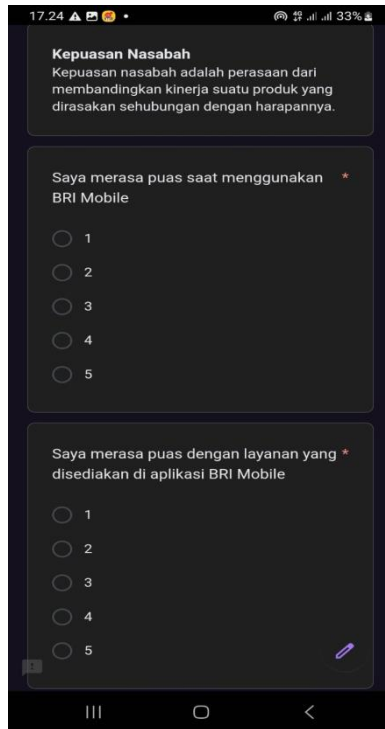 17.24
33%
Kepuasan Nasabah
Kepuasan nasabah adalah perasaan dari
membandingkan kinerja suatu produk yang
dirasakan sehubungan dengan harapannya.
Saya merasa puas saat menggunakan *
BRI Mobile
1
2
3
4
5
Saya merasa puas dengan layanan yang *
disediakan di aplikasi BRI Mobile
1
2
3
4
5